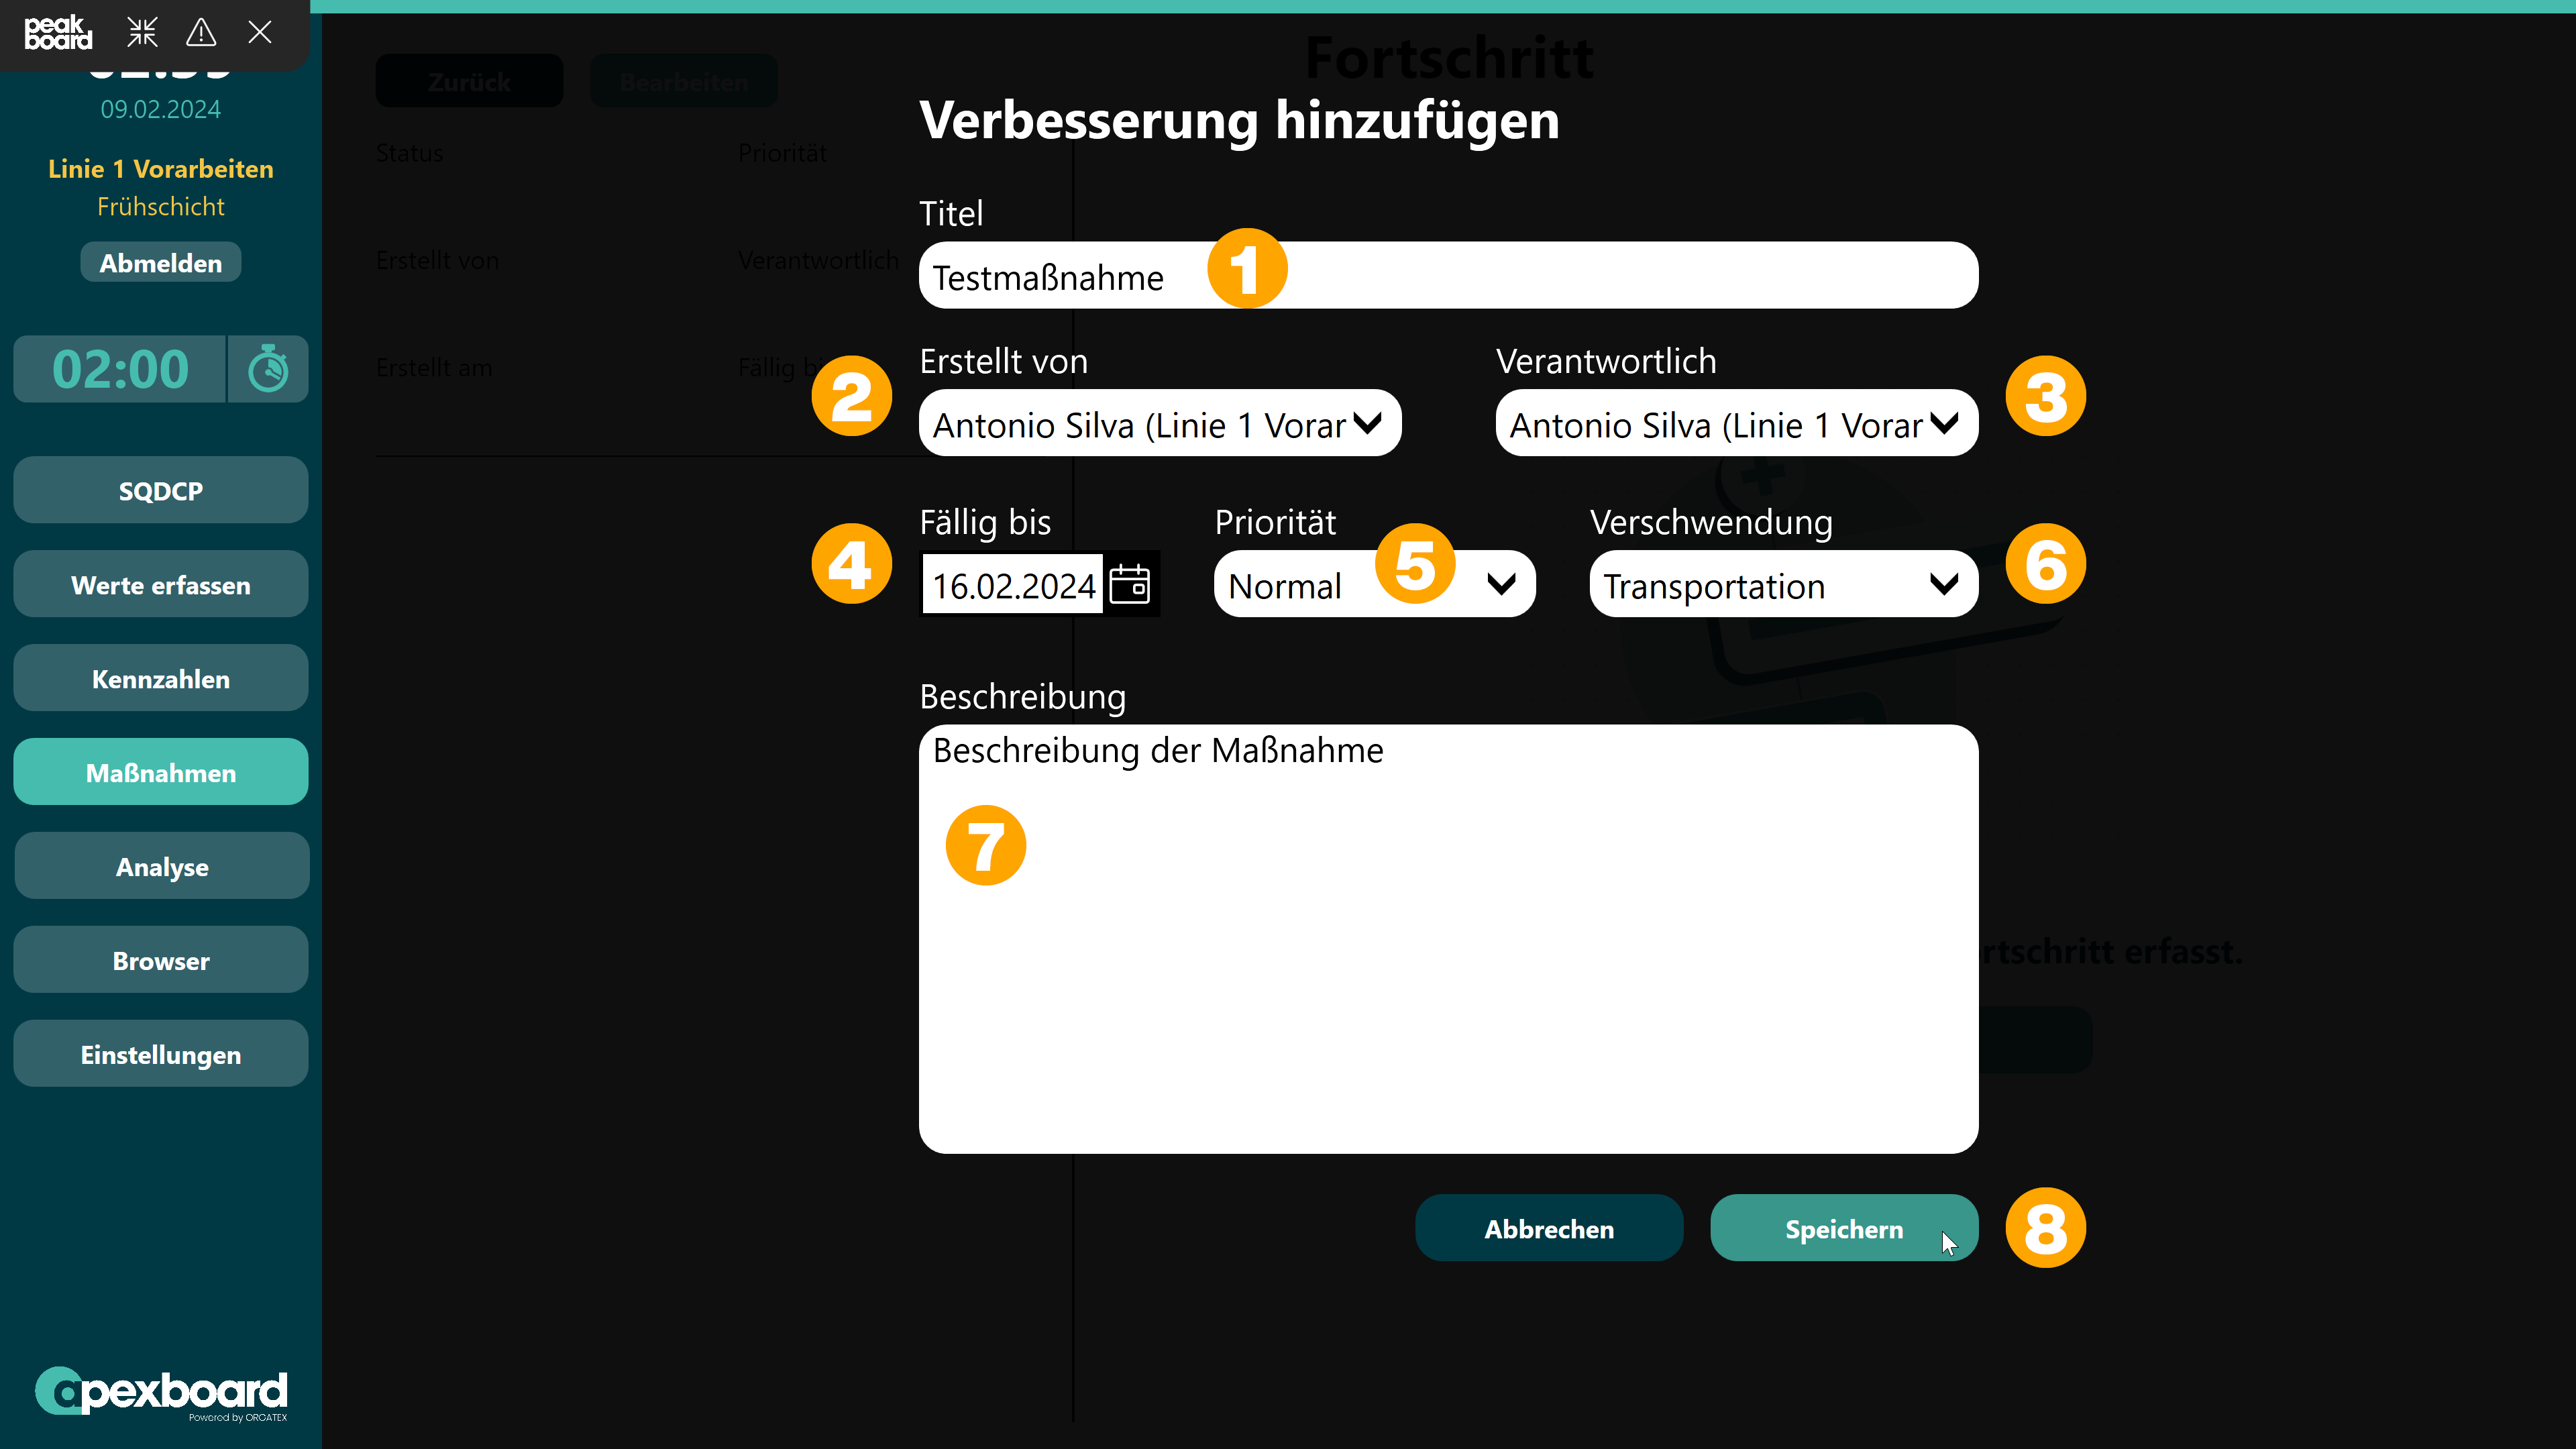 peak
board
09.02.2024
Linie 1 Vorarbeiten
Frühschicht
Abmelden
02:00
SQDCP
Werte erfassen
Kennzahlen
Maßnahmen
Analyse
Browser
Einstellungen
apexboard
Powered by ORCATEX
Zurück
Bearbeiten
Fortschritt
Status
Priorität
Erstellt von
Verantwortlich
Erstellt am
Fällig bi
Verbesserung hinzufügen
Titel
Testmaßnahme
1
Erstellt von
Verantwortlich
2
Antonio Silva (Linie 1 Vorar
Antonio Silva (Linie 1 Vorar
3
Fällig bis
Priorität
Verschwendung
4
16.02.2024
Normal
5
Transportation
6
Beschreibung
Beschreibung der Maßnahme
7
rtschritt erfasst.
Abbrechen
Speichern
8